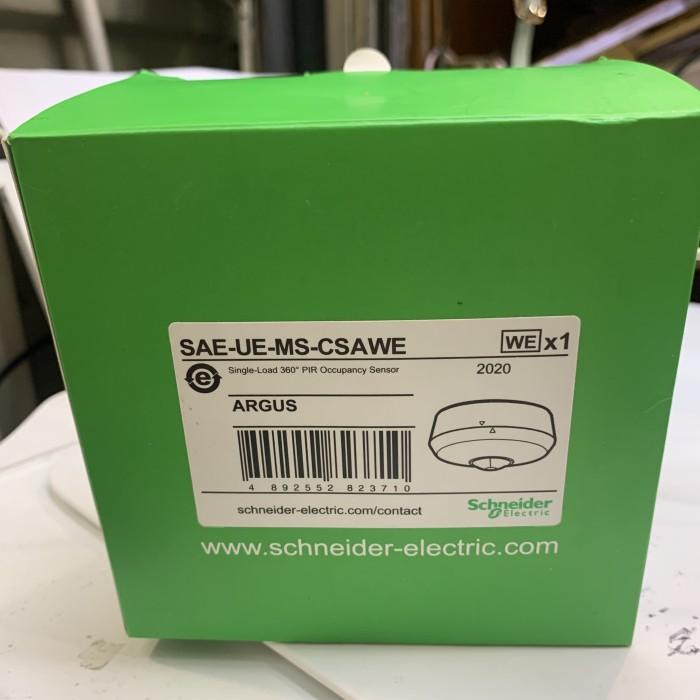 SAE-UE-MS-CSAWE
WE x1
Single-Load 360° PIR Occupancy Sensor
2020
e
ARGUS
4 892552 823710
schneider-electric.com/contact
Schneider
Electric
www.schneider-electric.com